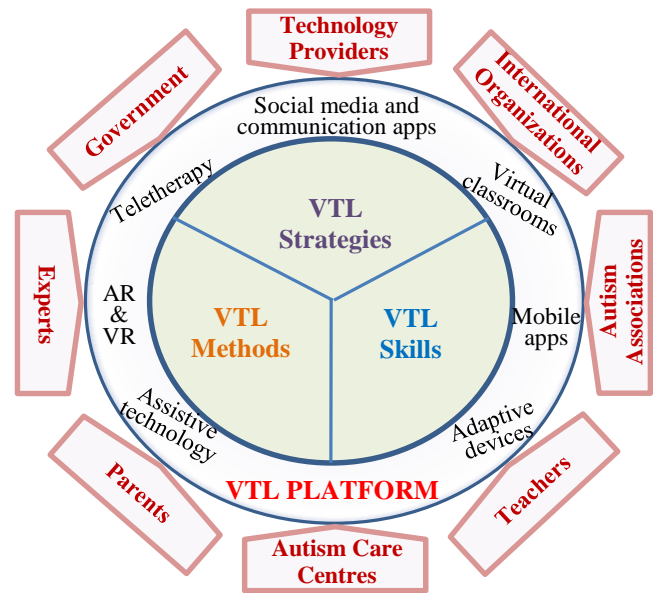 Technology
Providers
Government
International
Organizations
Social media and
communication apps
Teletherapy
Virtual
classrooms
VTL
Strategies
Experts
AR
&
VR
VTL
Methods
VTL
Skills
Mobile
apps
Autism
Associations
Assistive
technology
Adaptive
devices
Parents
VTL PLATFORM
Teachers
Autism Care
Centres